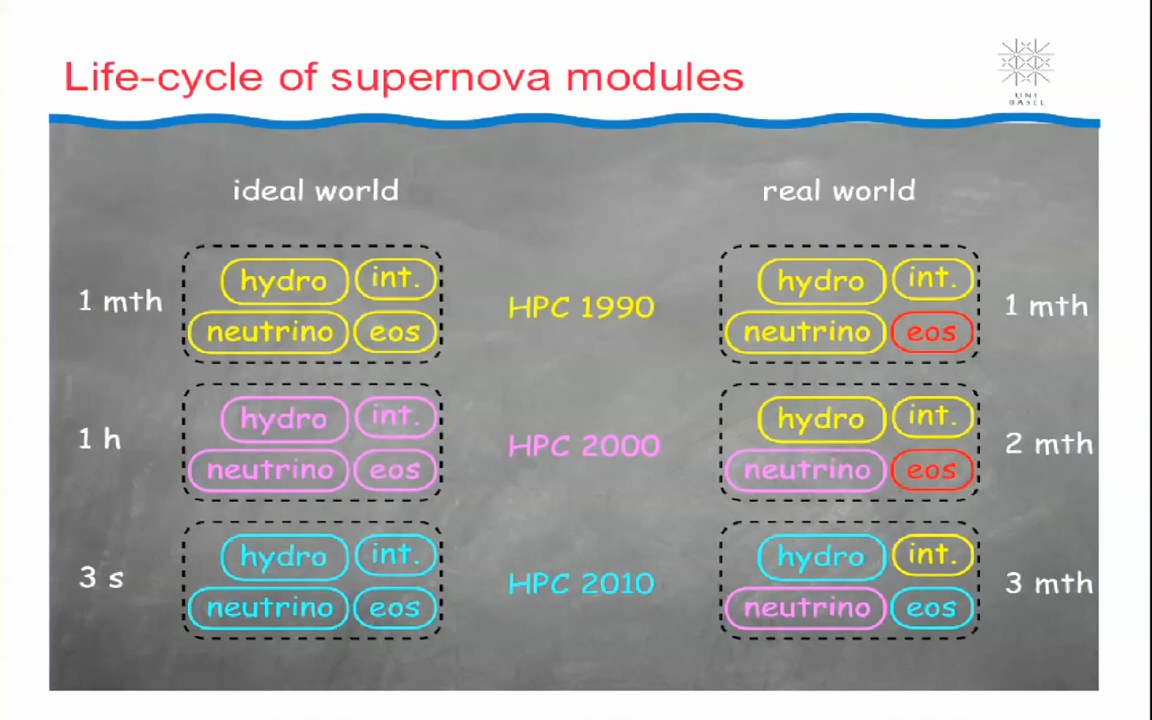 Life-cycle of supernova modules
UNI
BASEL
ideal world
real world
1 mth
hydro int.
neutrino eos
HPC 1990
hydro int.
neutrino eos
1 mth
1 h
hydro int.
neutrino eos
HPC 2000
hydro int.
neutrino eos
2 mth
3 s
hydro int.
neutrino eos
HPC 2010
hydro int.
neutrino eos
3 mth